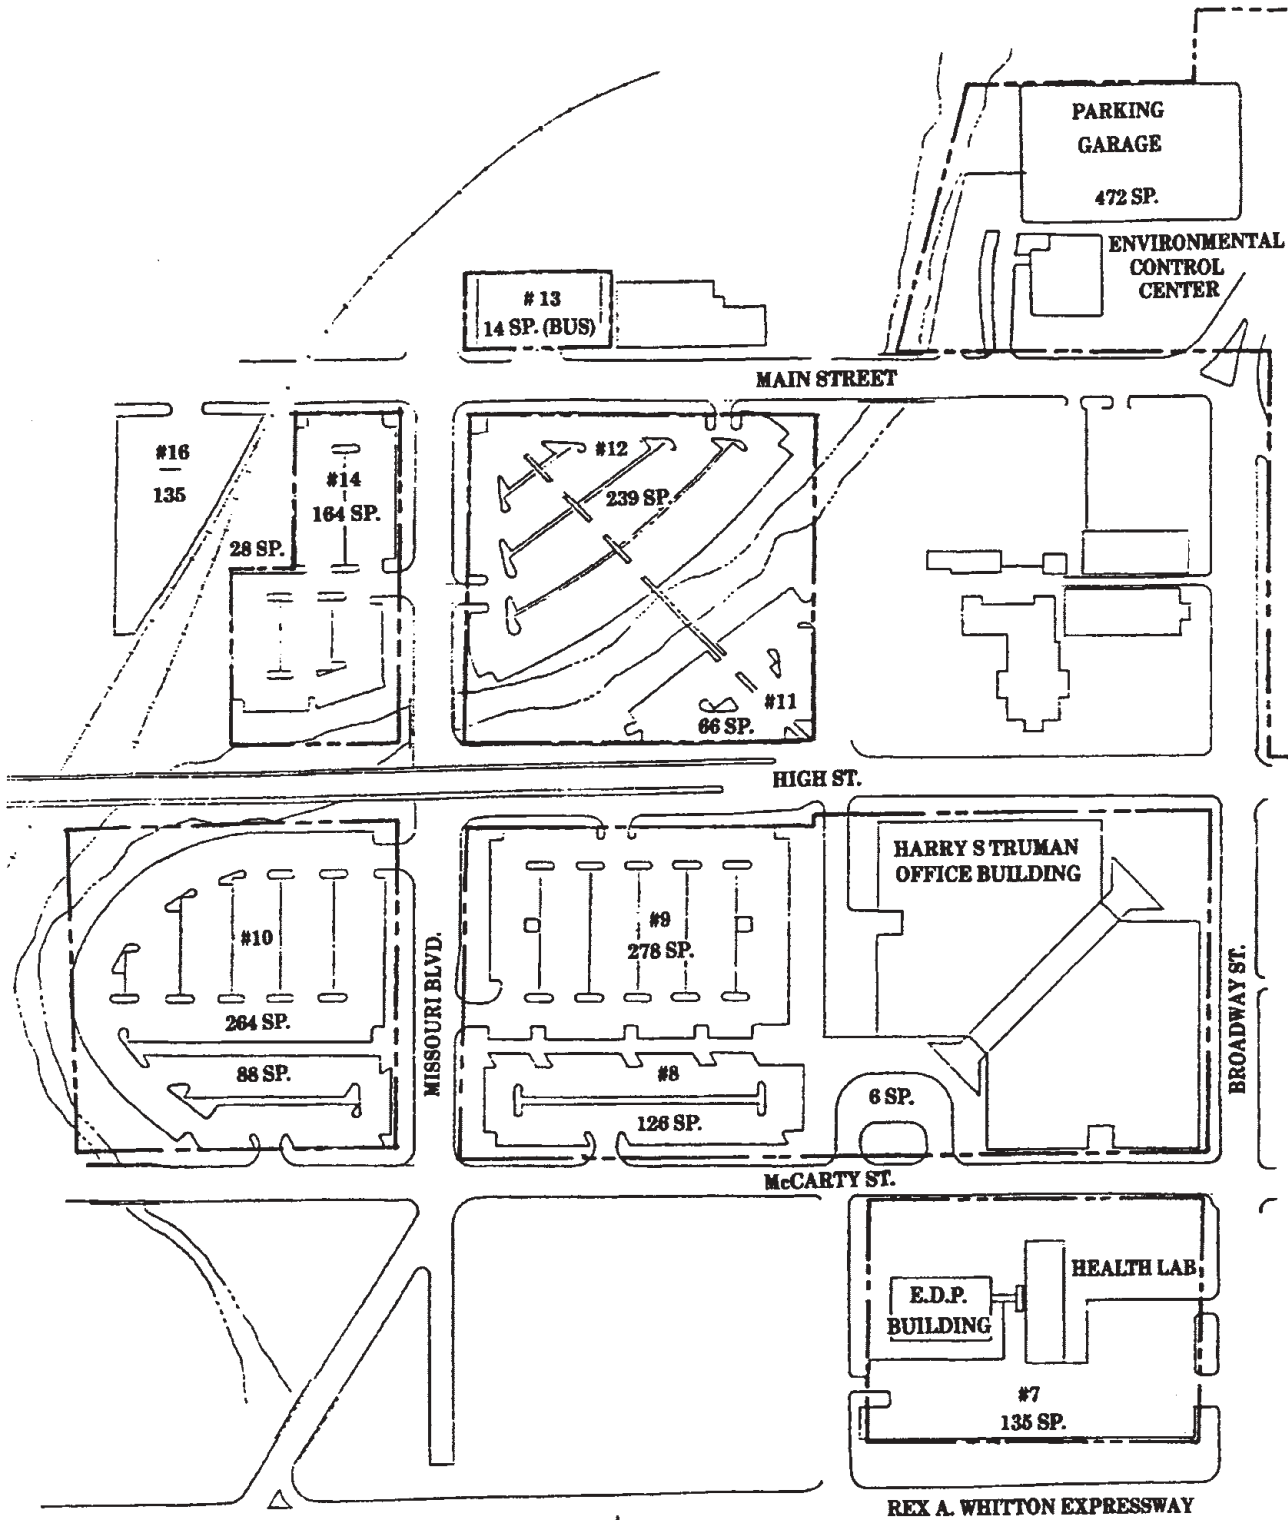 PARKING
GARAGE
472 SP.
ENVIRONMENTAL
CONTROL
CENTER
# 13
14 SP. (BUS)
MAIN STREET
#16
135
#14
164 SP.
28 SP.
#12
239 SP.
#11
66 SP.
HIGH ST.
HARRY S TRUMAN
OFFICE BUILDING
#10
264 SP.
88 SP.
MISSOURI BLVD.
#9
278 SP.
#8
126 SP.
6 SP.
BROADWAY ST.
McCARTY ST.
HEALTH LAB
E.D.P.
BUILDING
#7
135 SP.
REX A. WHITTON EXPRESSWAY